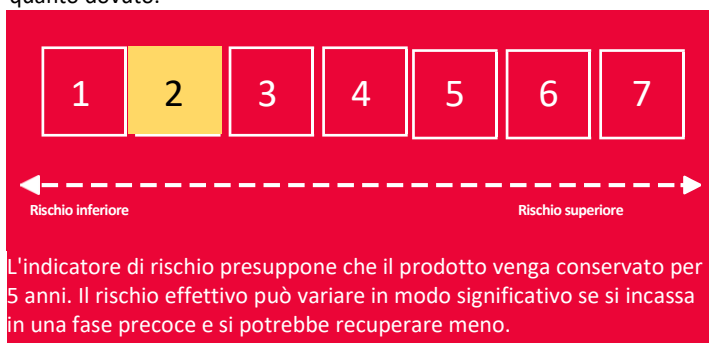 quanto dovuto.
1 2 3 4 5 6 7
Rischio inferiore Rischio superiore
L'indicatore di rischio presuppone che il prodotto venga conservato per
5 anni. Il rischio effettivo può variare in modo significativo se si incassa
in una fase precoce e si potrebbe recuperare meno.